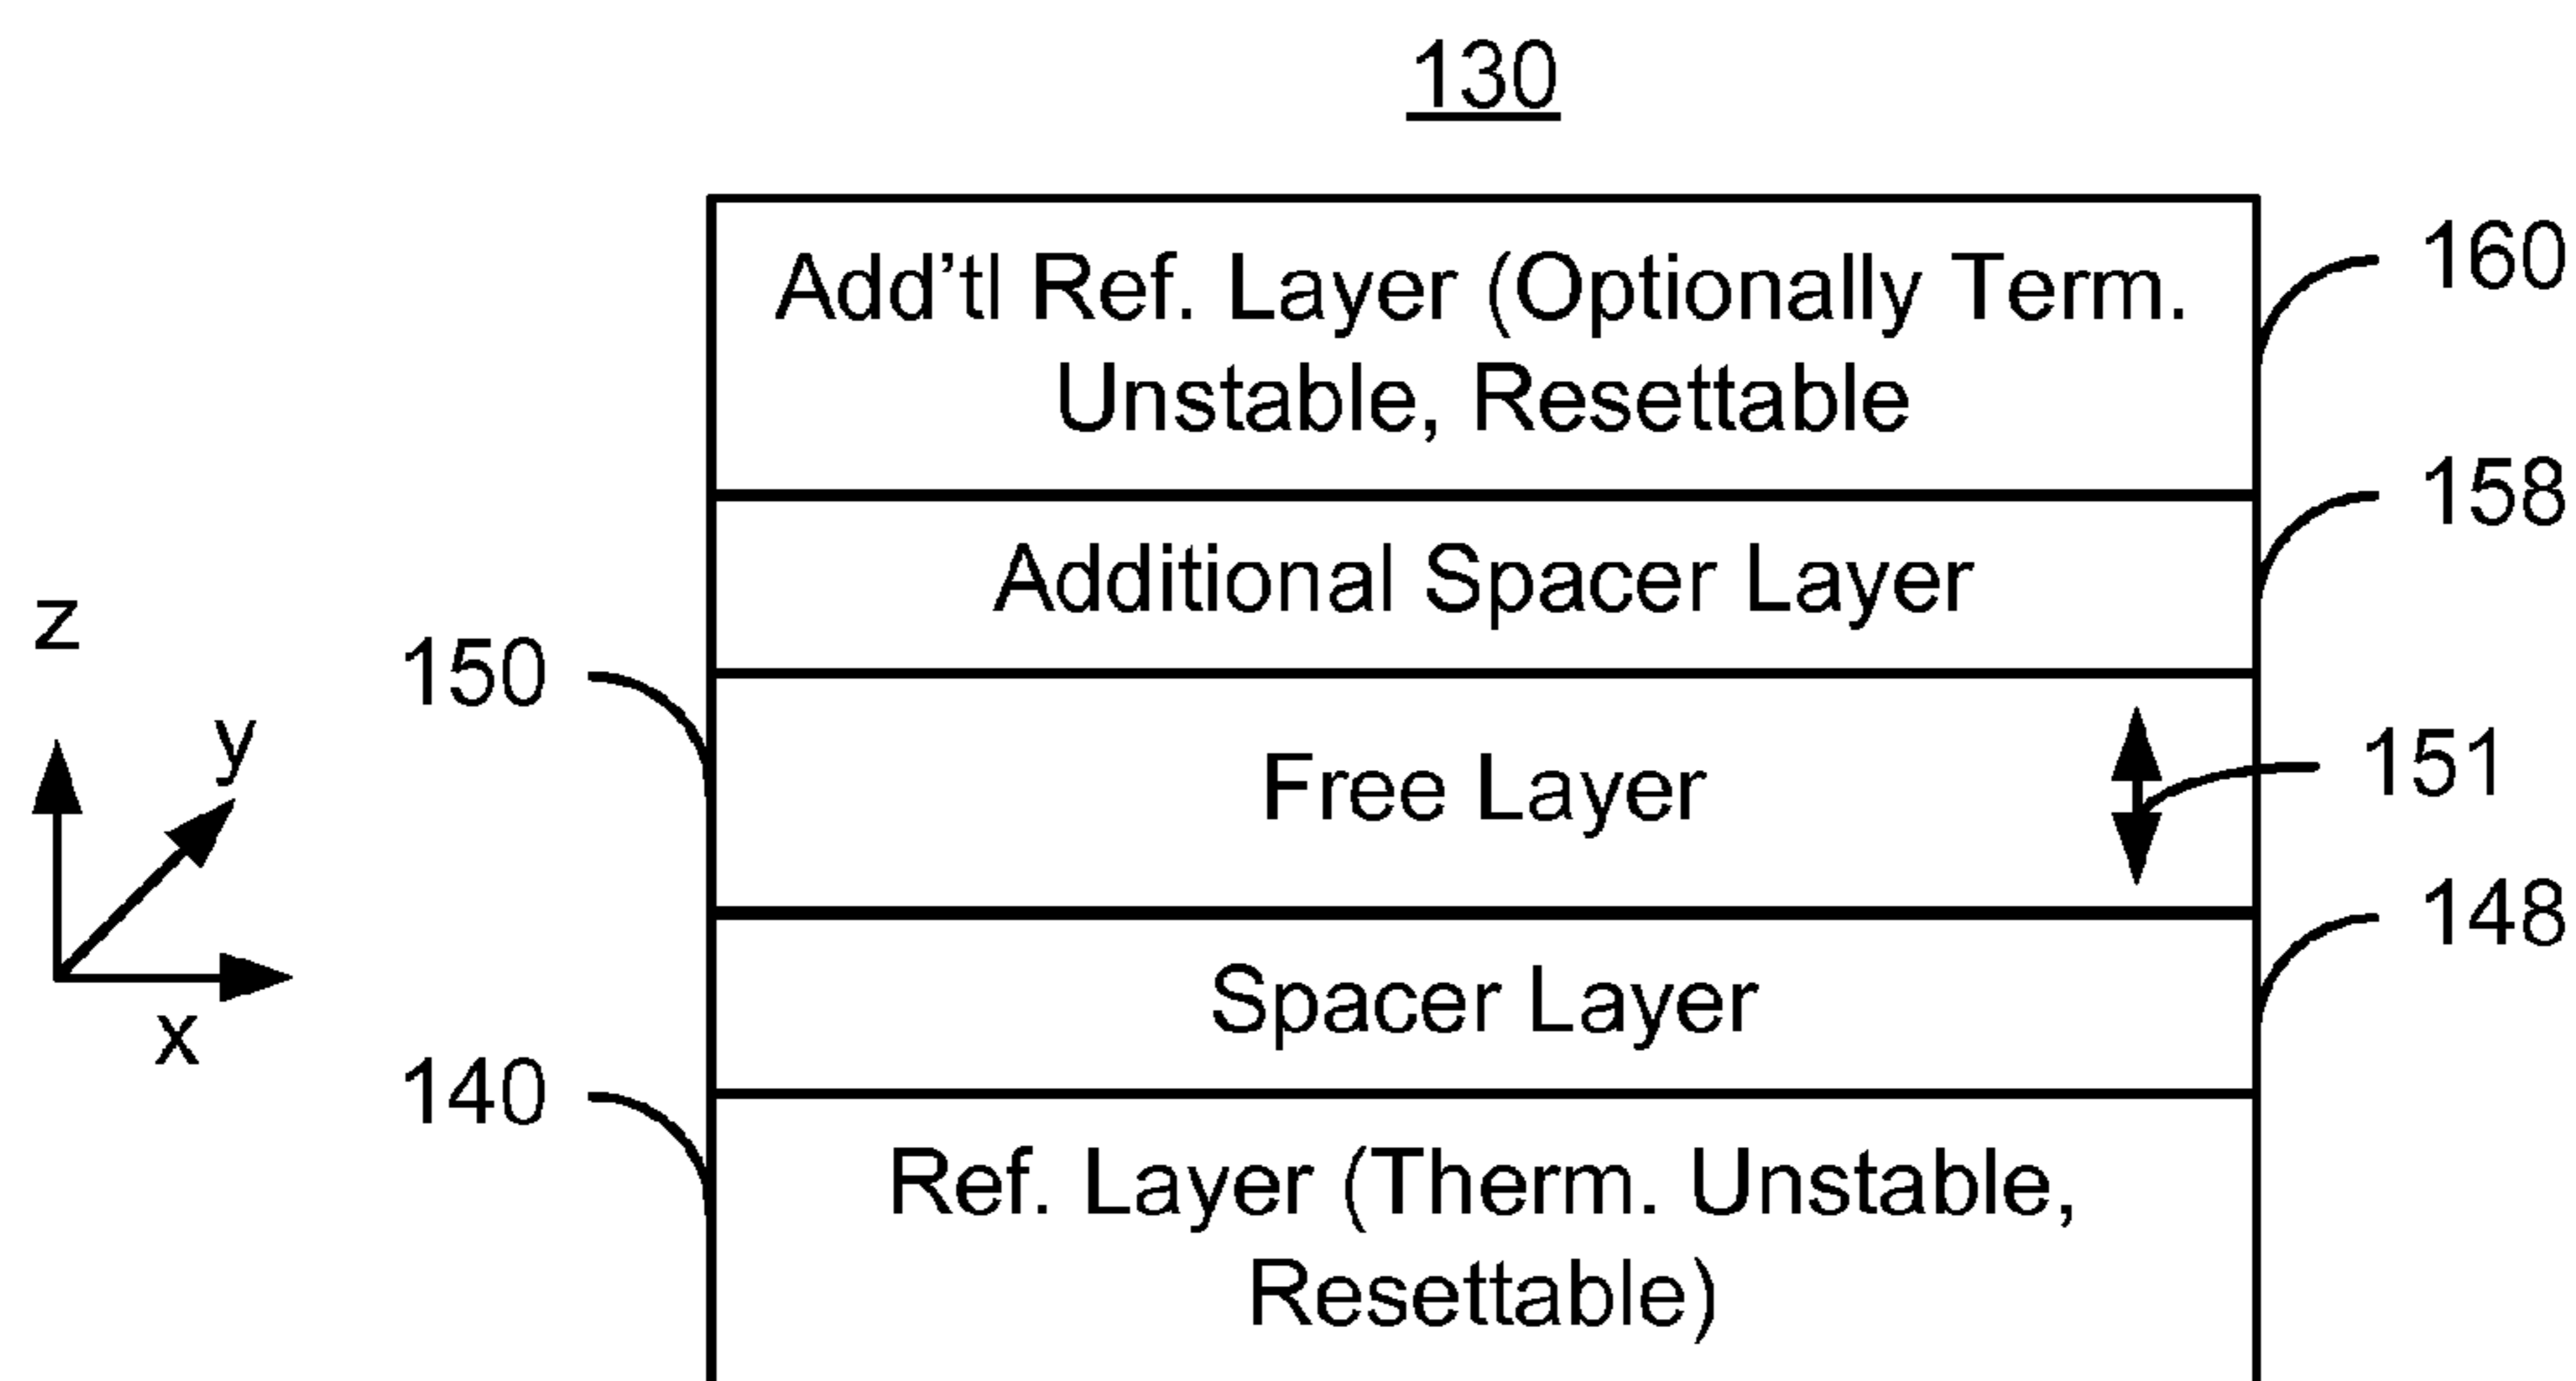 130
Add’tl Ref. Layer (Optionally Term.
Unstable, Resettable
160
Additional Spacer Layer
158
z
y
x
150
Free Layer
151
Spacer Layer
148
140
Ref. Layer (Therm. Unstable,
Resettable)